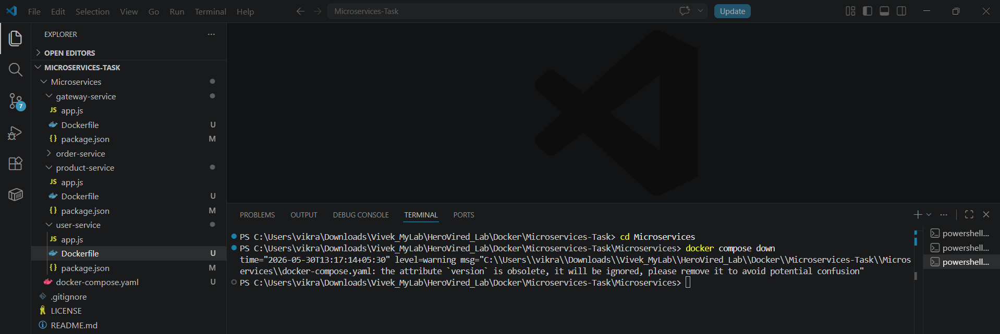 File Edit Selection View Go Run Terminal Help
Microservices-Task
Update
EXPLORER
OPEN EDITORS
MICROSERVICES-TASK
Microservices
gateway-service
JS app.js
Dockerfile U
{} package.json M
order-service
product-service
JS app.js
Dockerfile U
{} package.json M
user-service
JS app.js
Dockerfile U
{} package.json M
docker-compose.yaml U
.gitignore
LICENSE
README.md
7
PROBLEMS OUTPUT DEBUG CONSOLE TERMINAL PORTS
PS C:\Users\vikra\Downloads\Vivek_MyLab\HeroVired_Lab\Docker\Microservices-Task> cd Microservices
PS C:\Users\vikra\Downloads\Vivek_MyLab\HeroVired_Lab\Docker\Microservices-Task\Microservices> docker compose down
time="2026-05-30T13:17:14+05:30" level=warning msg="C:\\Users\\vikra\\Downloads\\Vivek_MyLab\\HeroVired_Lab\\Docker\\Microservices-Task\\Micros
ervices\\docker-compose.yaml: the attribute `version` is obsolete, it will be ignored, please remove it to avoid potential confusion"
PS C:\Users\vikra\Downloads\Vivek_MyLab\HeroVired_Lab\Docker\Microservices-Task\Microservices>
powershell...
powershell...
powershell...